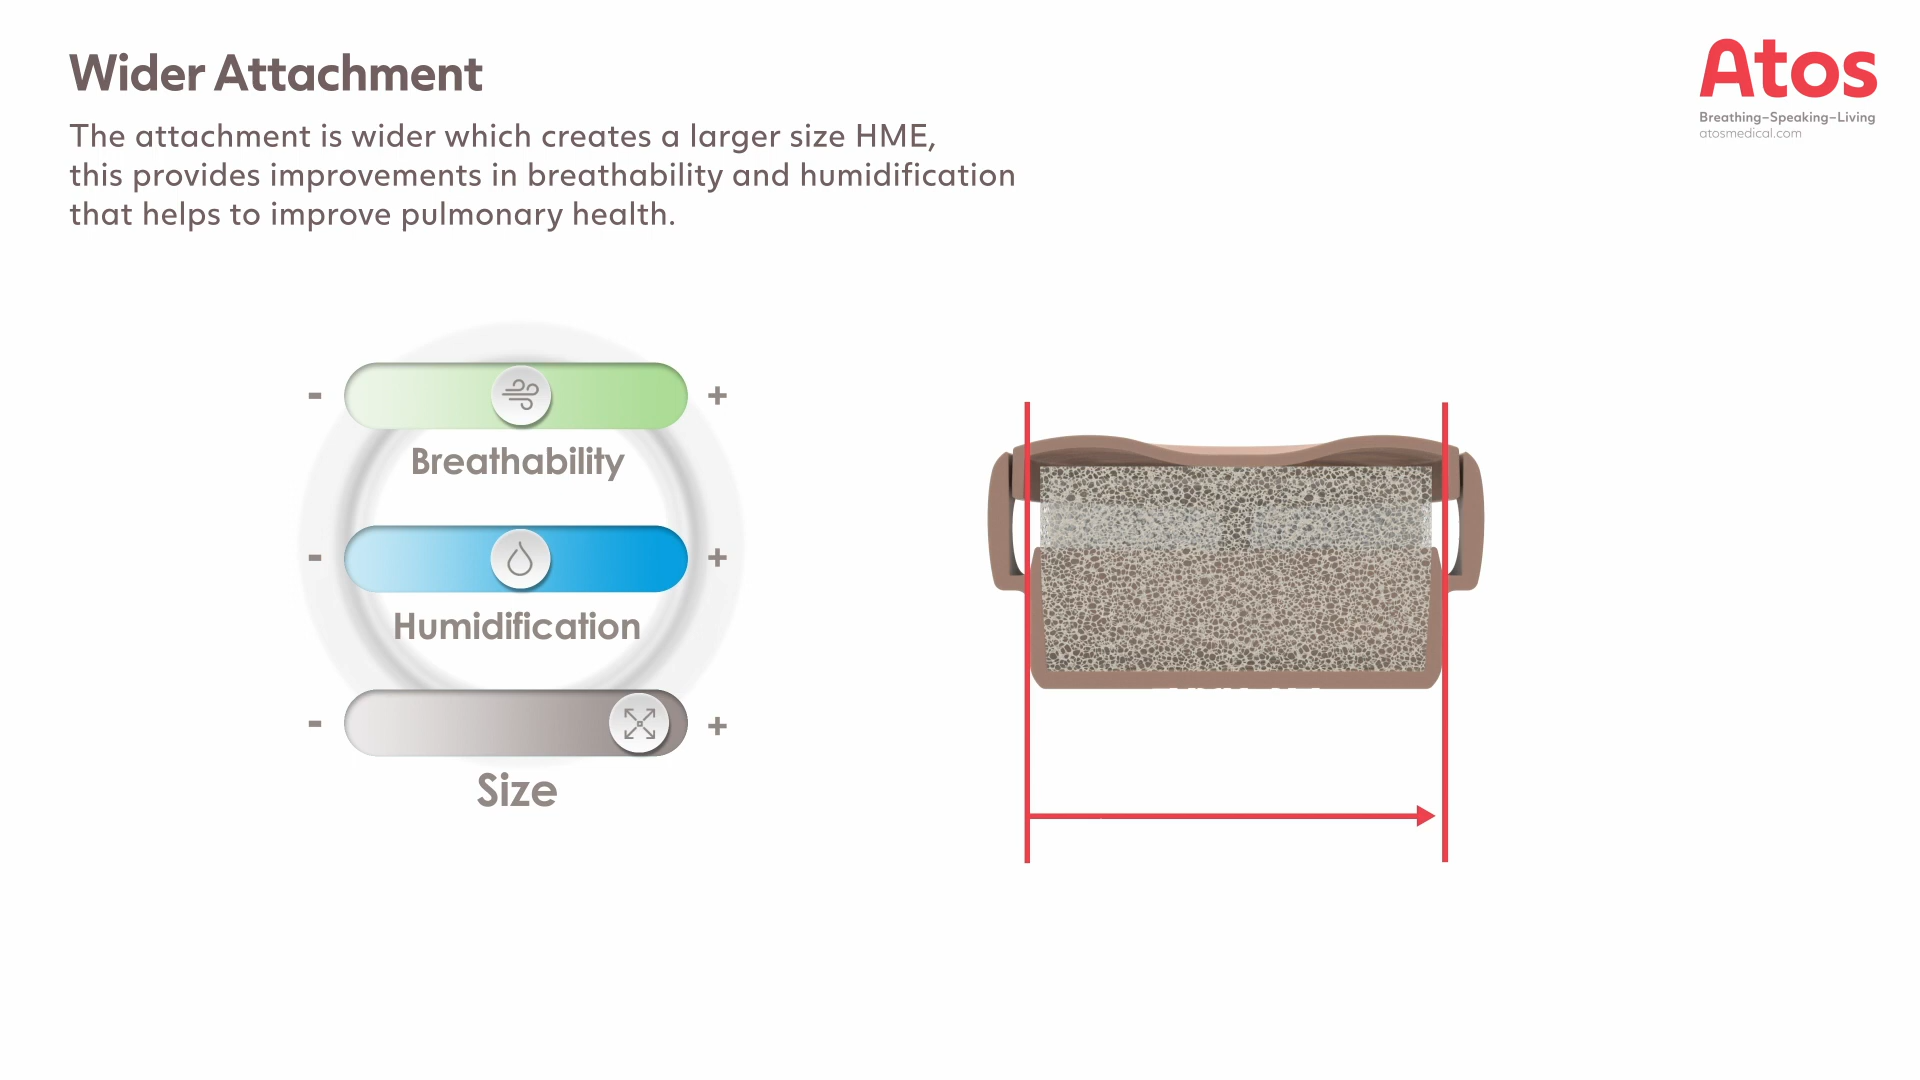 Wider Attachment
The attachment is wider which creates a larger size HME,
this provides improvements in breathability and humidification
that helps to improve pulmonary health.
Atos
Breathing–Speaking–Living
atosmedical.com
- +
Breathability
- +
Humidification
- +
Size